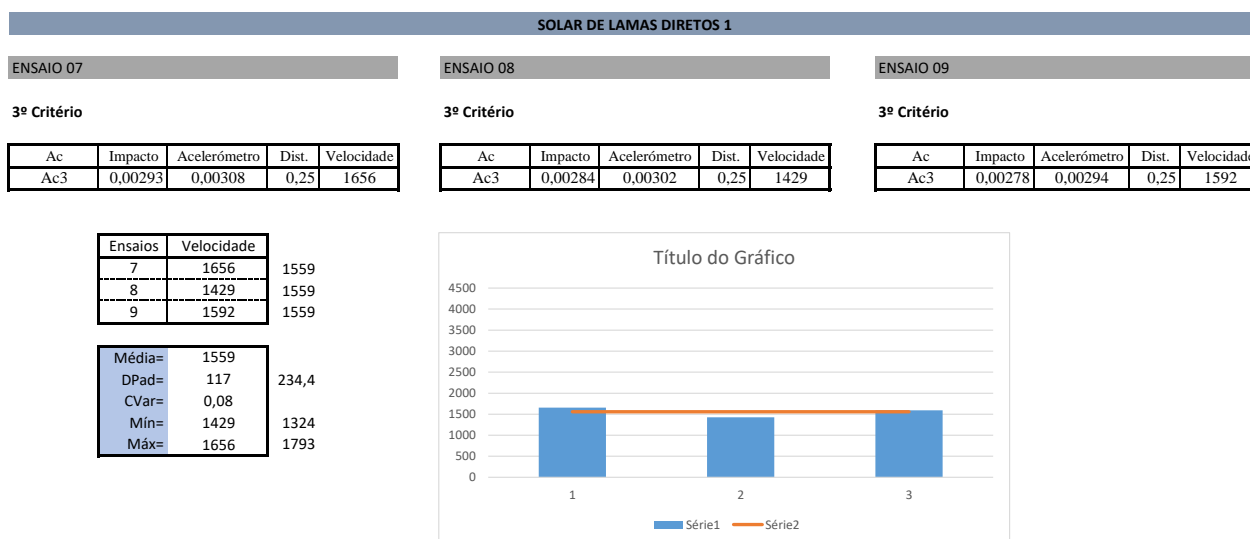 SOLAR DE LAMAS DIRETOS 1
ENSAIO 07 ENSAIO 08 ENSAIO 09
3º Critério 3º Critério 3º Critério
Ac Impacto Acelerómetro Dist. Velocidade Ac Impacto Acelerómetro Dist. Velocidade Ac Impacto Acelerómetro Dist. Velocidade
Ac3 0,00293 0,00308 0,25 1656 Ac3 0,00284 0,00302 0,25 1429 Ac3 0,00278 0,00294 0,25 1592
Ensaios Velocidade
7 1656 1559
8 1429 1559
9 1592 1559
Média= 1559
DPad= 117 234,4
CVar= 0,08
Mín= 1429 1324
Máx= 1656 1793
Título do Gráfico
4500
4000
3500
3000
2500
2000
1500
1000
500
0
1 2 3
Série1 Série2